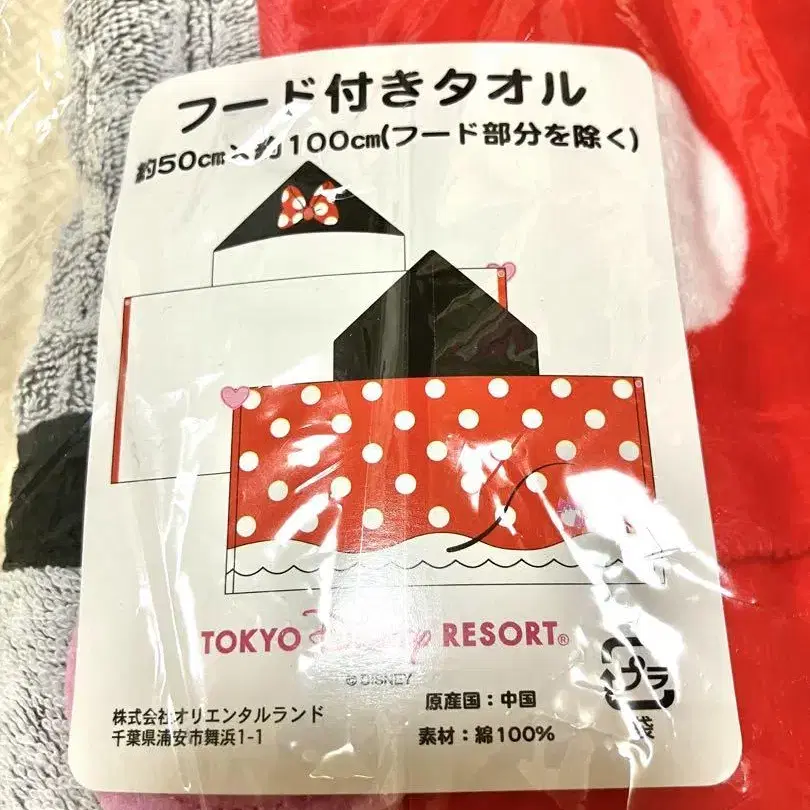 フード付きタオル
約50cm×約100cm(フード部分を除く)
TOKYO Disney RESORT®
© DISNEY
プラ
袋
株式会社オリエンタルランド
千葉県浦安市舞浜1-1
原産国：中国
素材：綿100%